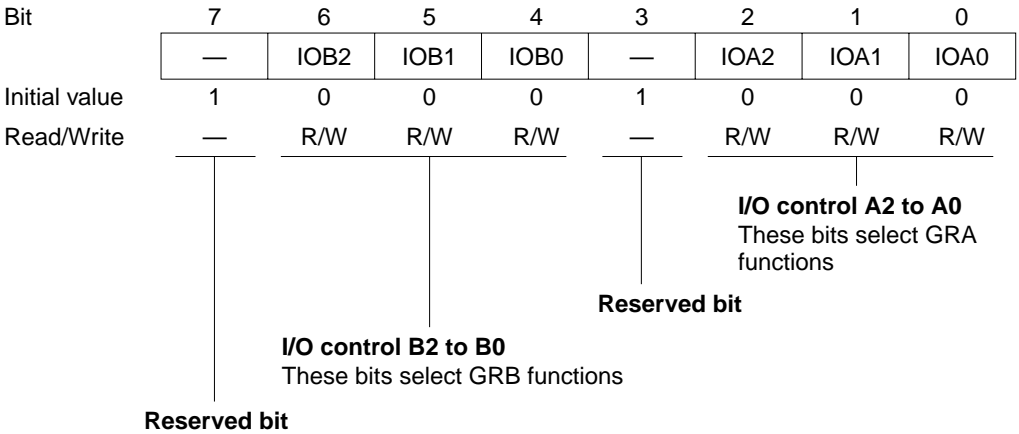 Bit 7 6 5 4 3 2 1 0
— IOB2 IOB1 IOB0 — IOA2 IOA1 IOA0
Initial value 1 0 0 0 1 0 0 0
Read/Write — R/W R/W R/W — R/W R/W R/W
I/O control A2 to A0
These bits select GRA
functions
Reserved bit
I/O control B2 to B0
These bits select GRB functions
Reserved bit